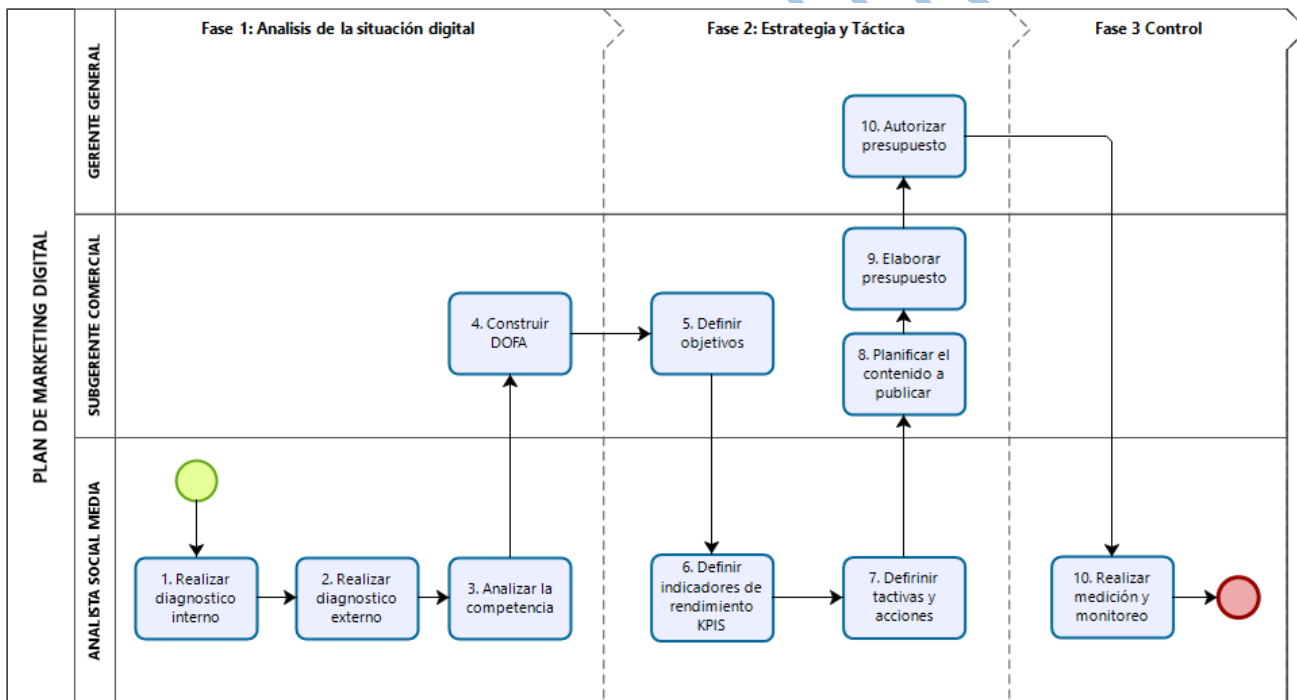 Fase 1: Analisis de la situación digital
Fase 2: Estrategia y Táctica
Fase 3 Control
PLAN DE MARKETING DIGITAL
GERENTE GENERAL
10. Autorizar
presupuesto
SUBGERENTE COMERCIAL
4. Construir
DOFA
5. Definir
objetivos
9. Elaborar
presupuesto
8. Planificar el
contenido a
publicar
ANALISTA SOCIAL MEDIA
1. Realizar
diagnostico
interno
2. Realizar
diagnostico
externo
3. Analizar la
competencia
6. Definir
indicadores de
rendimiento
KPIS
7. Defirinir
tactivas y
acciones
10. Realizar
medición y
monitoreo